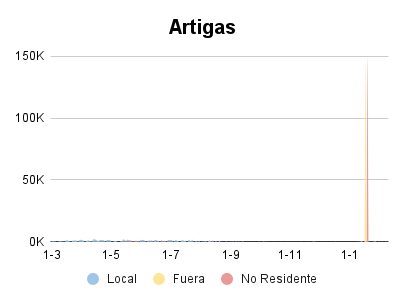 Artigas
150K
100K
50K
0K
1-3 1-5 1-7 1-9 1-11 1-1
Local Fuera No Residente